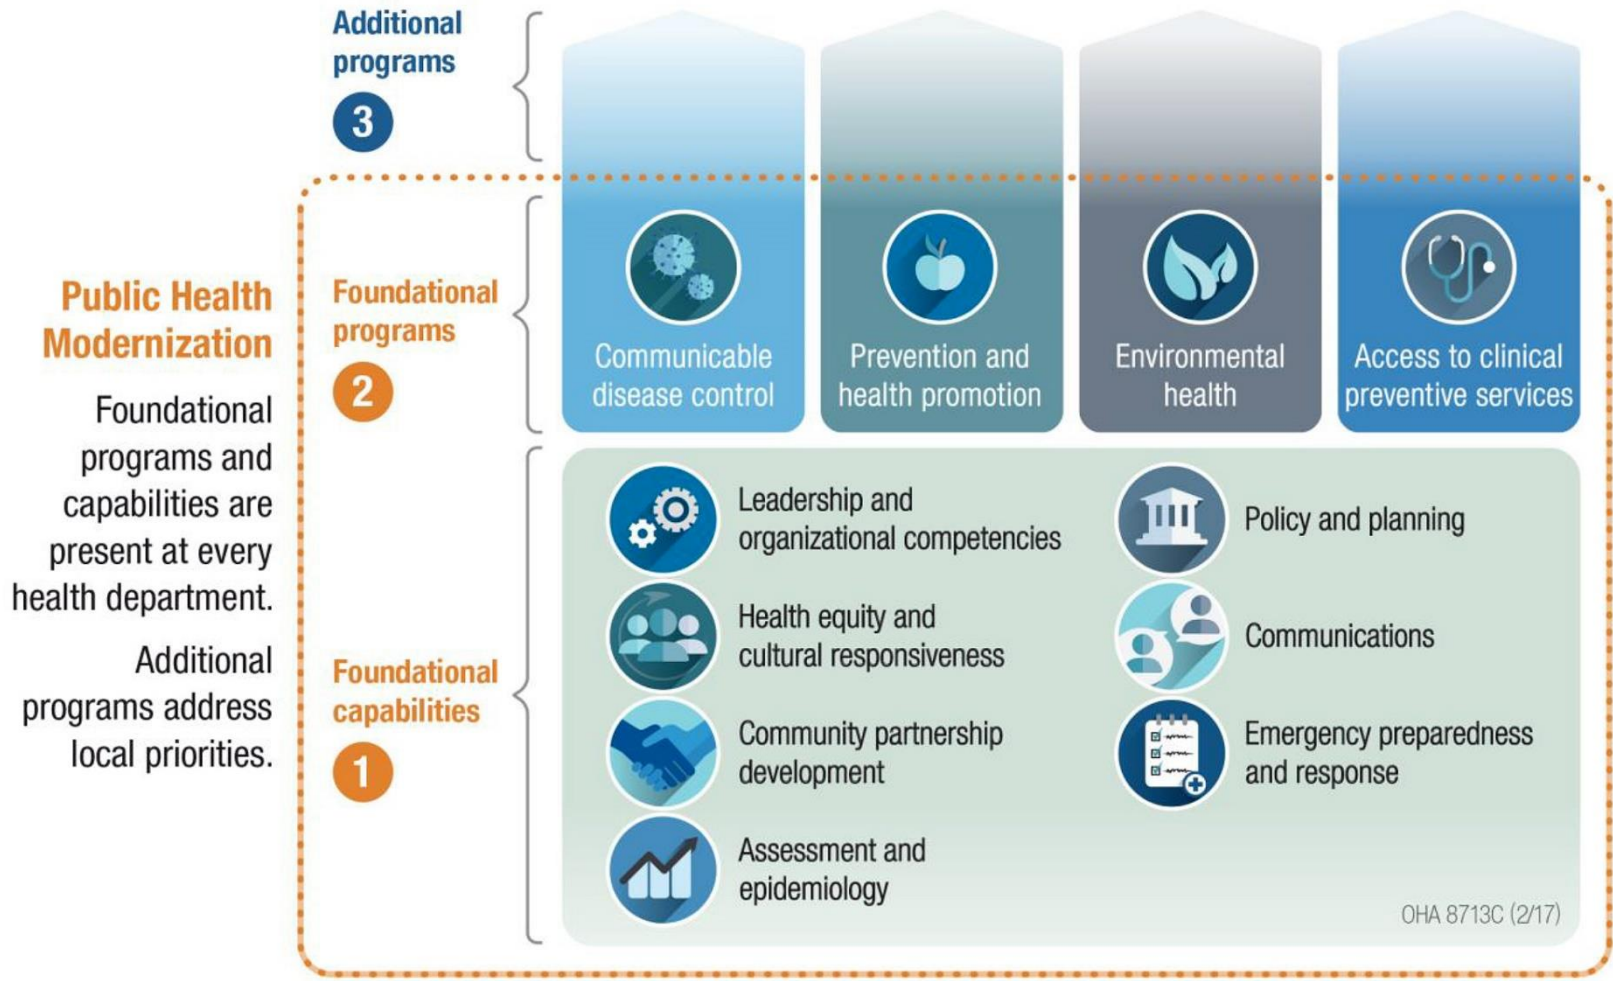 Additional
programs
3
Public Health
Modernization
Foundational
programs and
capabilities are
present at every
health department.
Additional
programs address
local priorities.
Foundational
programs
2
Communicable
disease control
Prevention and
health promotion
Environmental
health
Access to clinical
preventive services
Foundational
capabilities
1
Leadership and
organizational competencies
Health equity and
cultural responsiveness
Community partnership
development
Assessment and
epidemiology
Policy and planning
Communications
Emergency preparedness
and response
OHA 8713C (2/17)